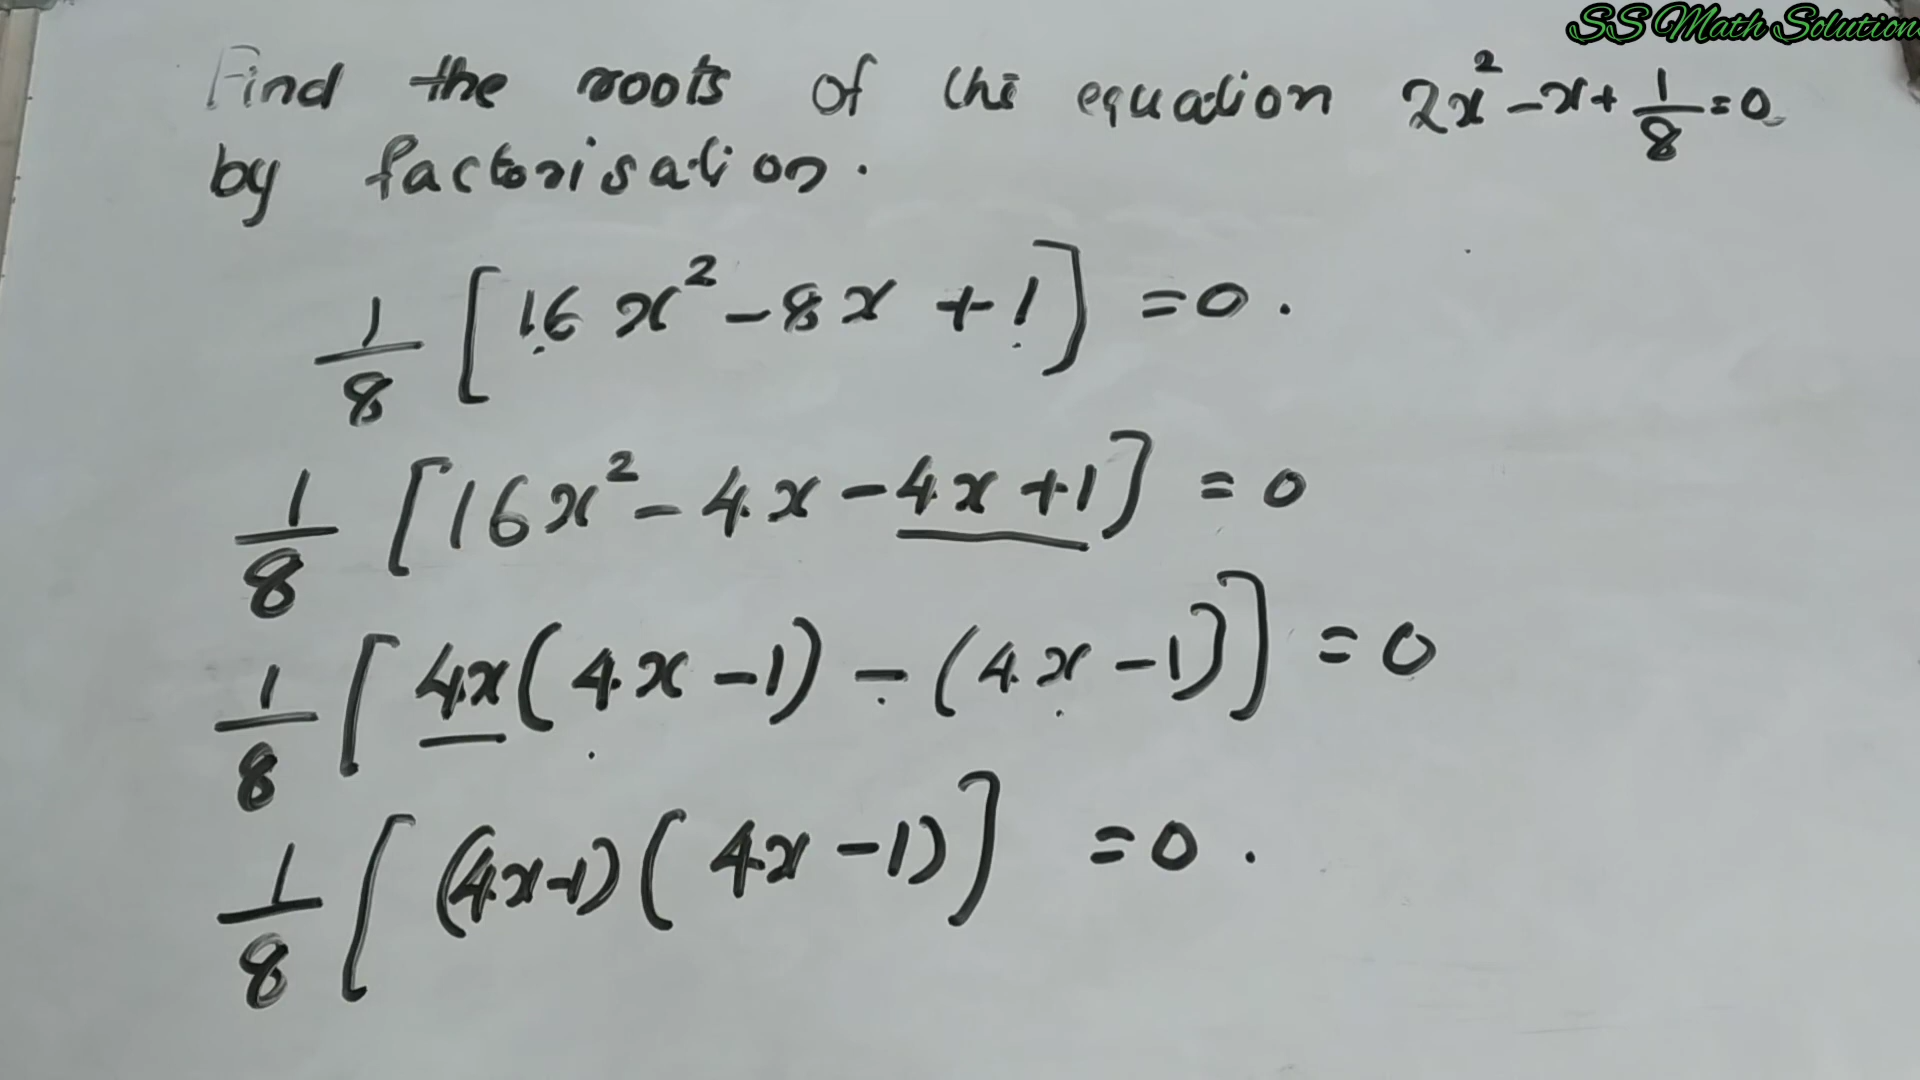 SS Math Solution
Find the roots of the equation 2x² - x + 1/8 = 0
by factorisation.
1/8 [16x² - 8x + 1] = 0.
1/8 [16x² - 4x - 4x + 1] = 0
1/8 [4x(4x - 1) - (4x - 1)] = 0
1/8 [(4x-1)(4x - 1)] = 0.